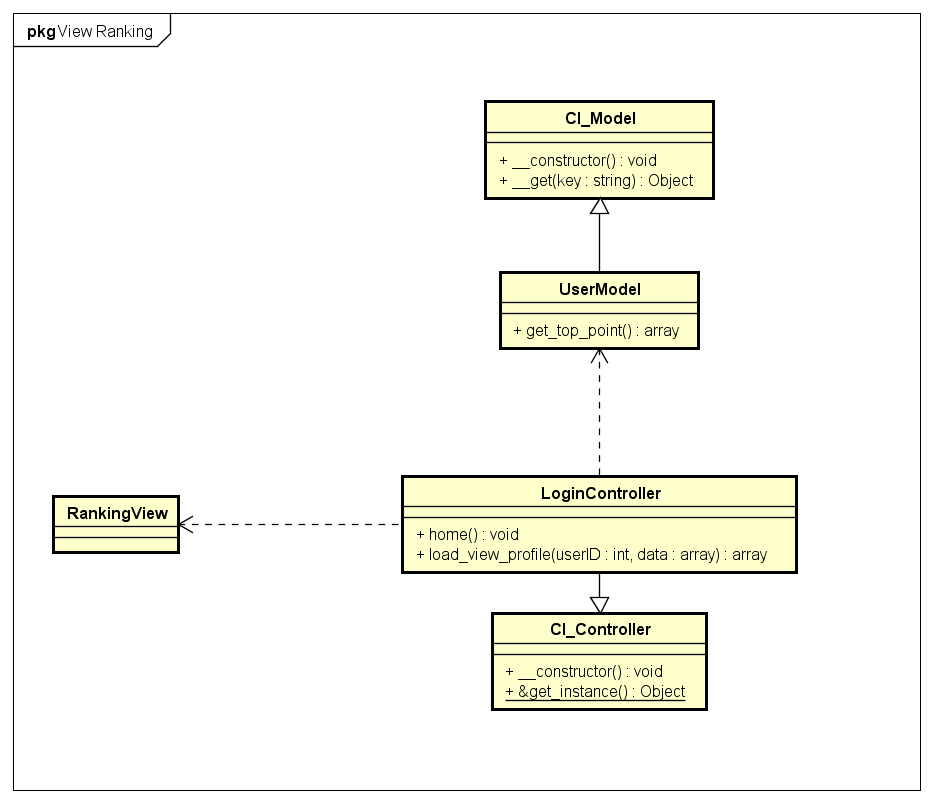 pkg View Ranking
CI_Model
+ __constructor() : void
+ __get(key : string) : Object
UserModel
+ get_top_point() : array
LoginController
+ home() : void
+ load_view_profile(userID : int, data : array) : array
RankingView
CI_Controller
+ __constructor() : void
+ &get_instance() : Object